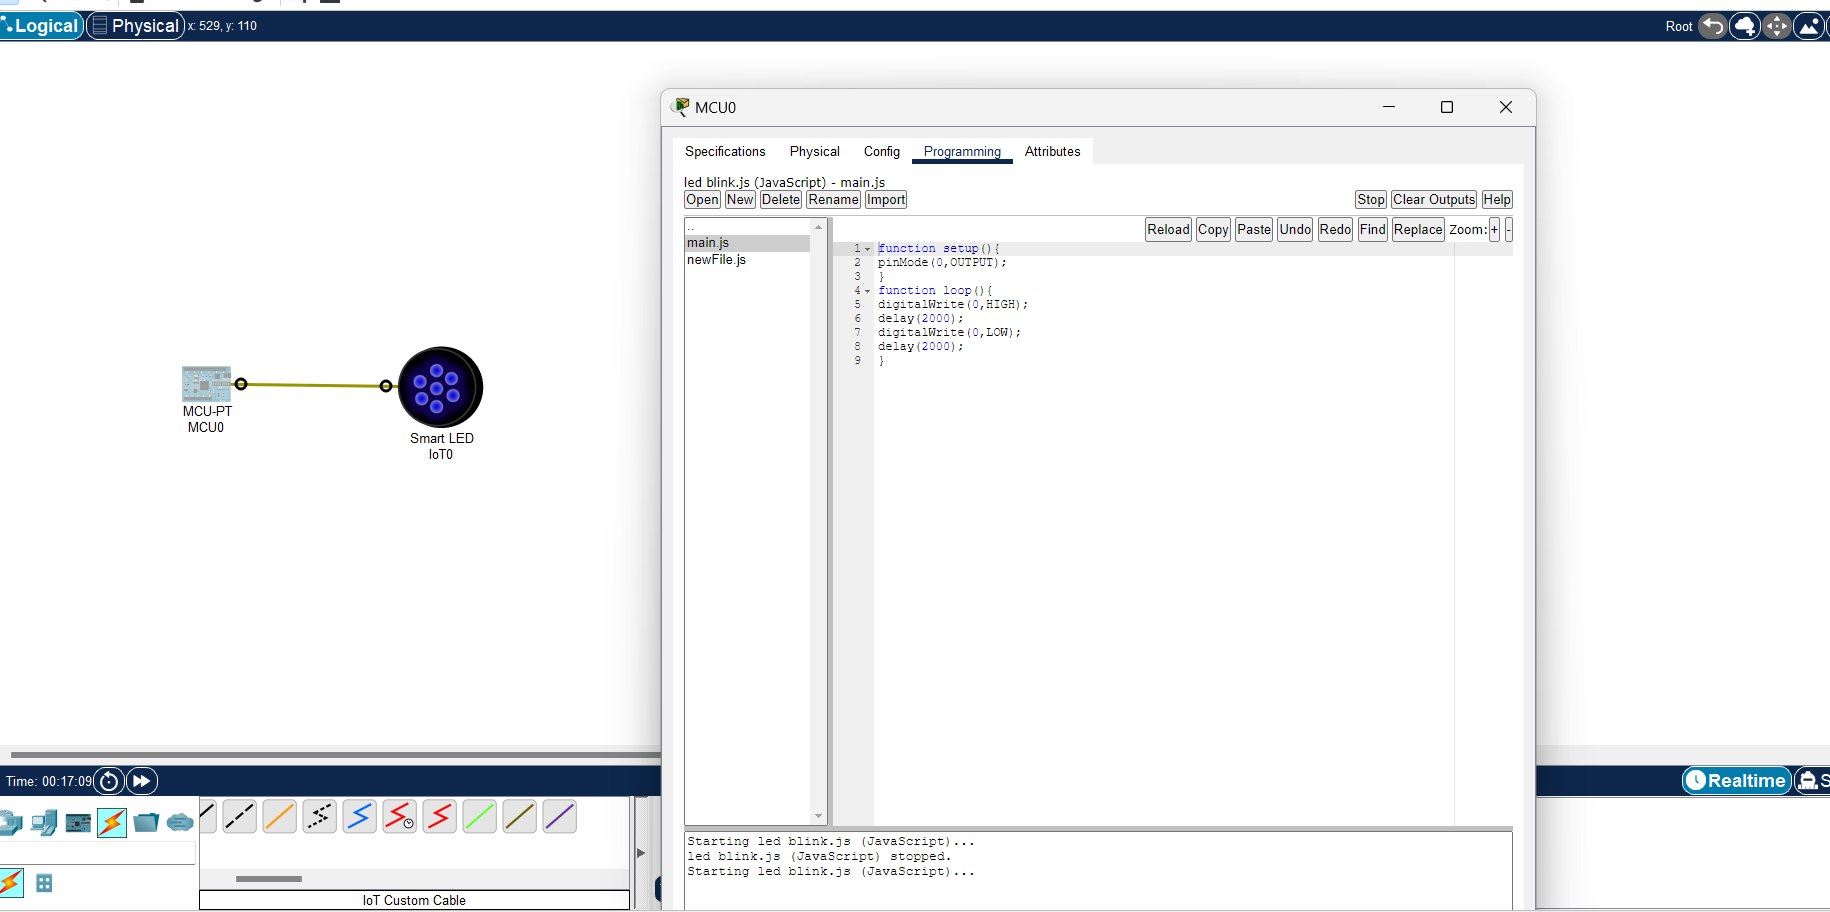 Logical Physical x: 529, y: 110
Root
MCU0
Specifications Physical Config Programming Attributes
led blink.js (JavaScript) - main.js
Open New Delete Rename Import
Stop Clear Outputs Help
..
main.js
newFile.js
Reload Copy Paste Undo Redo Find Replace Zoom: + -
1 function setup(){
2 pinMode(0,OUTPUT);
3 }
4 function loop(){
5 digitalWrite(0,HIGH);
6 delay(2000);
7 digitalWrite(0,LOW);
8 delay(2000);
9 }
MCU-PT
MCU0
Smart LED
IoT0
Starting led blink.js (JavaScript)...
led blink.js (JavaScript) stopped.
Starting led blink.js (JavaScript)...
Time: 00:17:09
Realtime S
IoT Custom Cable